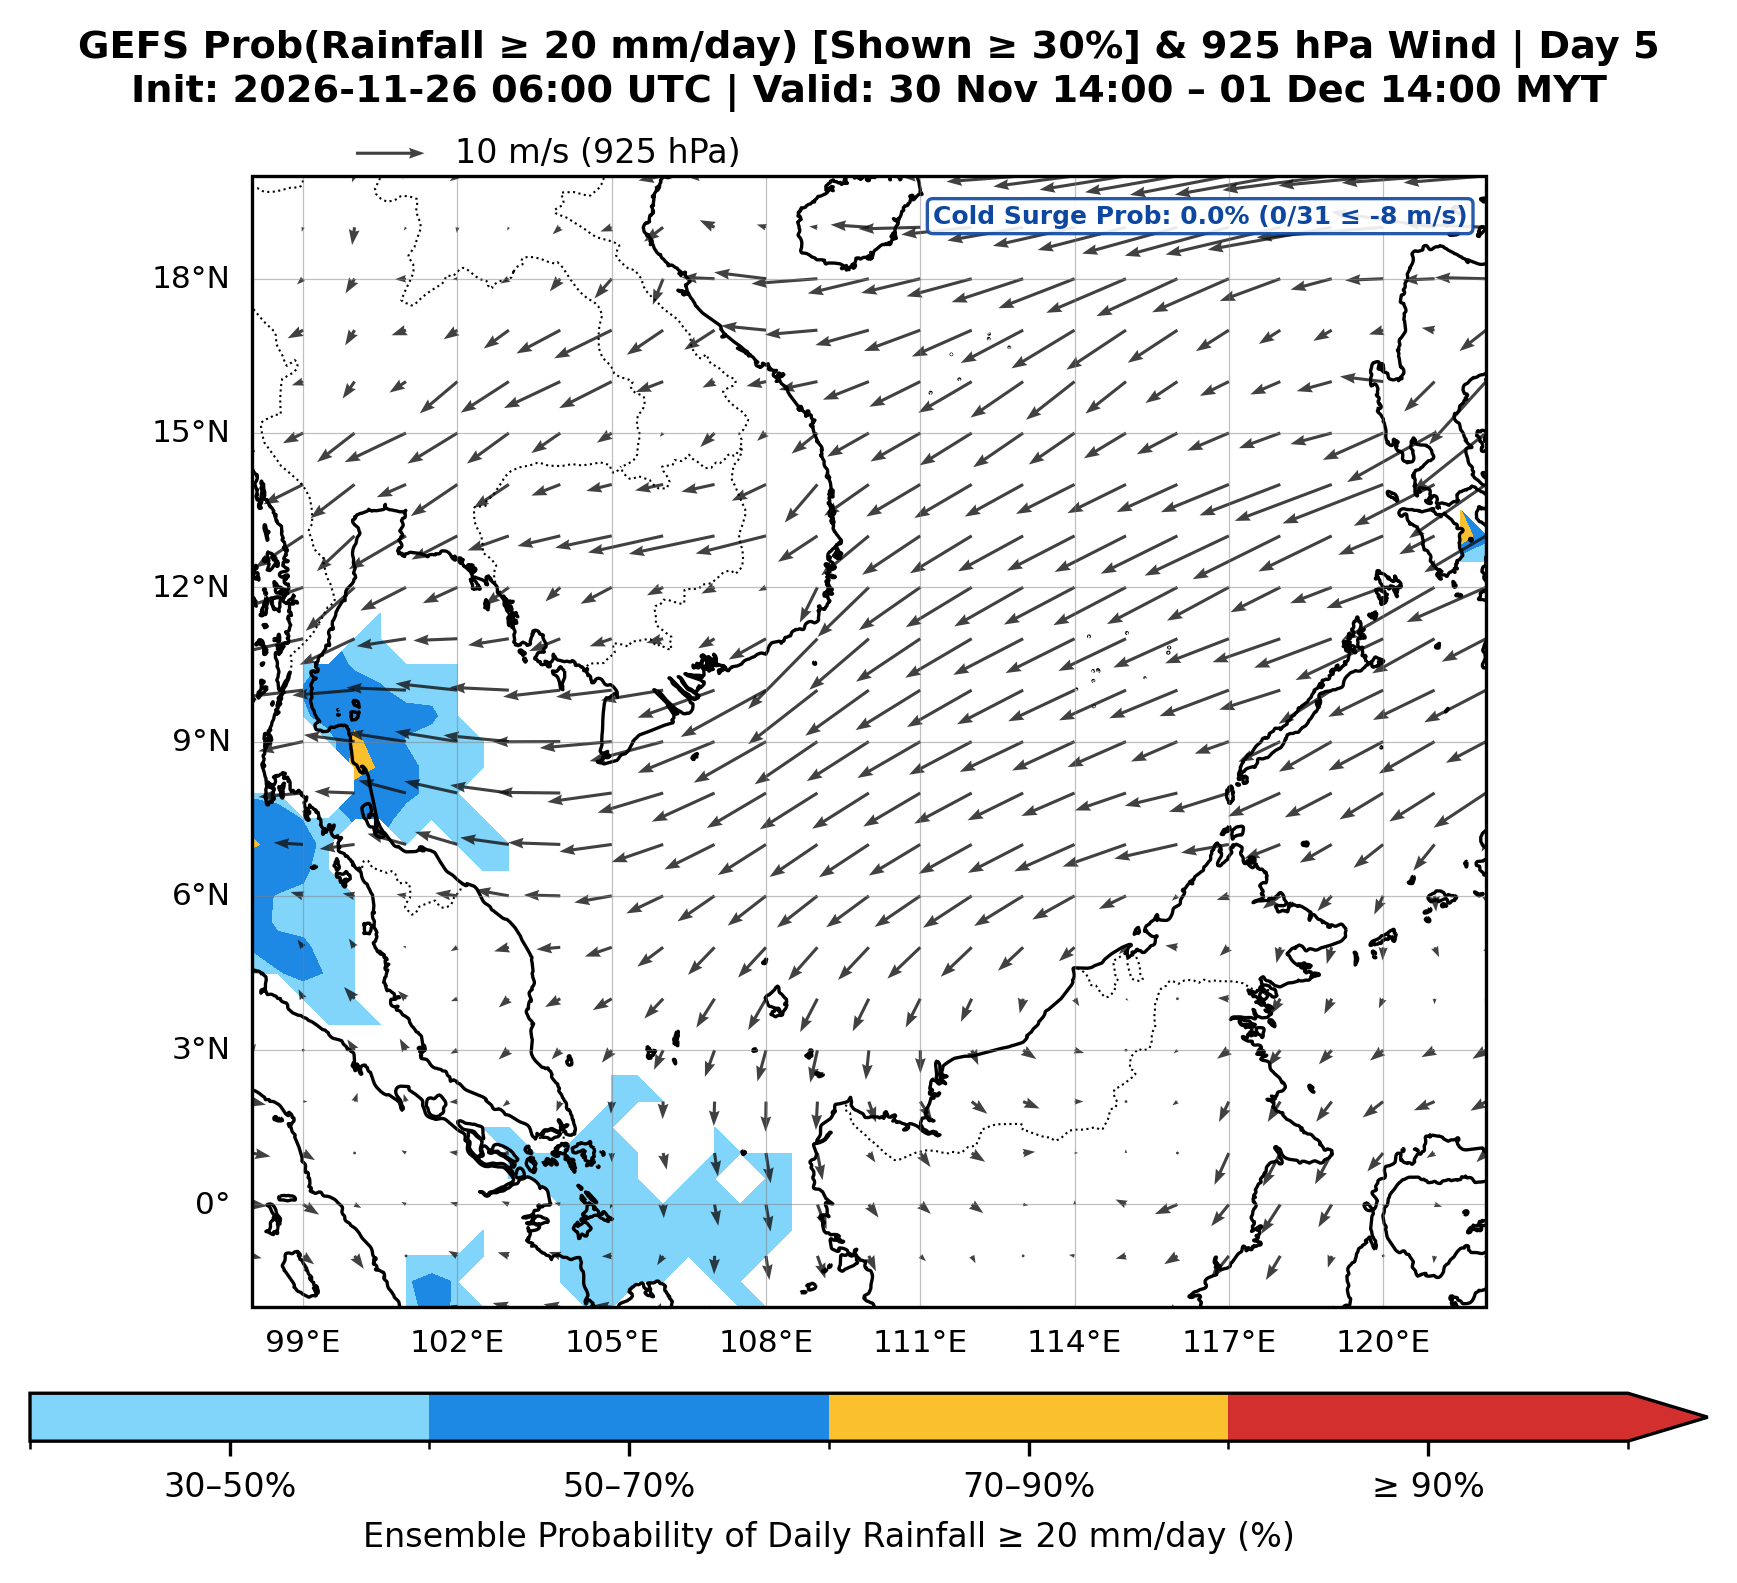 GEFS Prob(Rainfall ≥ 20 mm/day) [Shown ≥ 30%] & 925 hPa Wind | Day 5
Init: 2026-11-26 06:00 UTC | Valid: 30 Nov 14:00 – 01 Dec 14:00 MYT
10 m/s (925 hPa)
Cold Surge Prob: 0.0% (0/31 ≤ -8 m/s)
18°N
15°N
12°N
9°N
6°N
3°N
0°
99°E 102°E 105°E 108°E 111°E 114°E 117°E 120°E
30–50% 50–70% 70–90% ≥ 90%
Ensemble Probability of Daily Rainfall ≥ 20 mm/day (%)